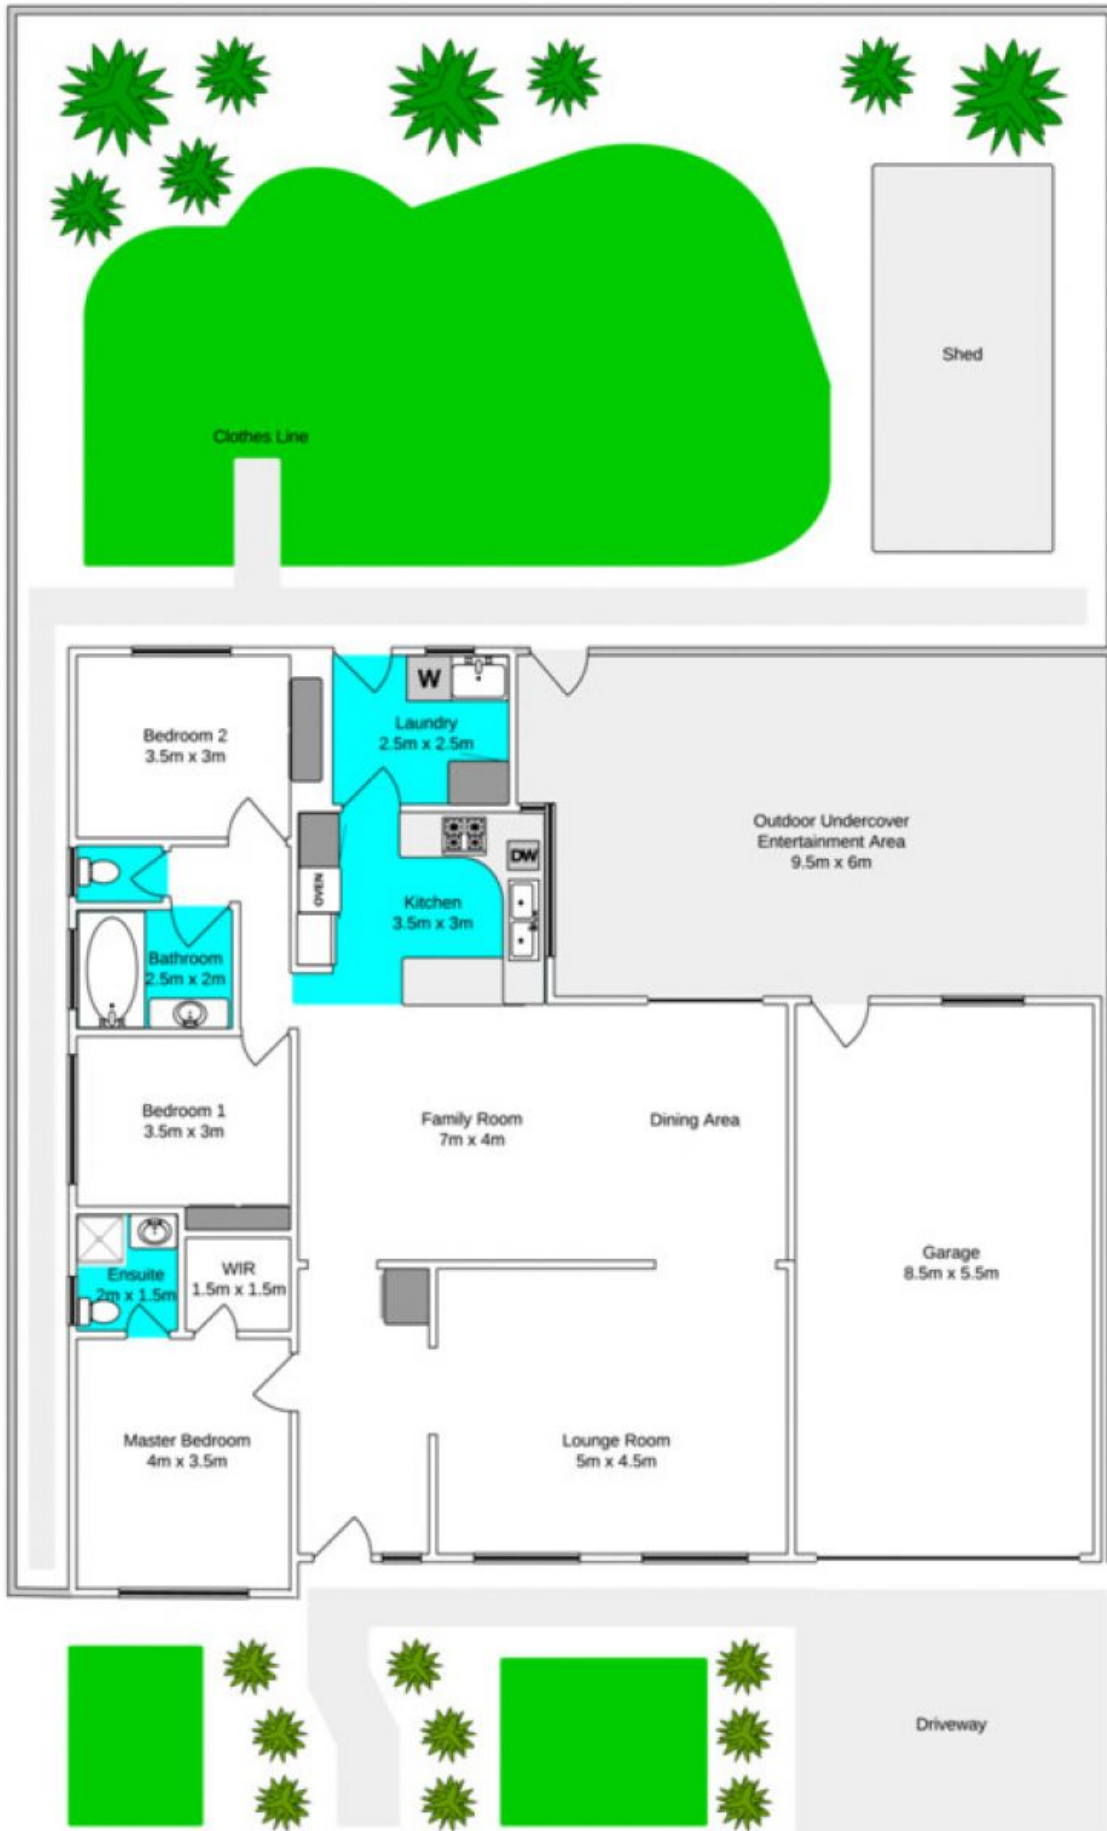 Clothes Line
Shed
Bedroom 2
3.5m x 3m
W
Laundry
2.5m x 2.5m
Outdoor Undercover
Entertainment Area
9.5m x 6m
DW
OVEN
Kitchen
3.5m x 3m
Bathroom
2.5m x 2m
Bedroom 1
3.5m x 3m
Family Room
7m x 4m
Dining Area
Ensuite
2m x 1.5m
WIR
1.5m x 1.5m
Garage
8.5m x 5.5m
Master Bedroom
4m x 3.5m
Lounge Room
5m x 4.5m
Driveway